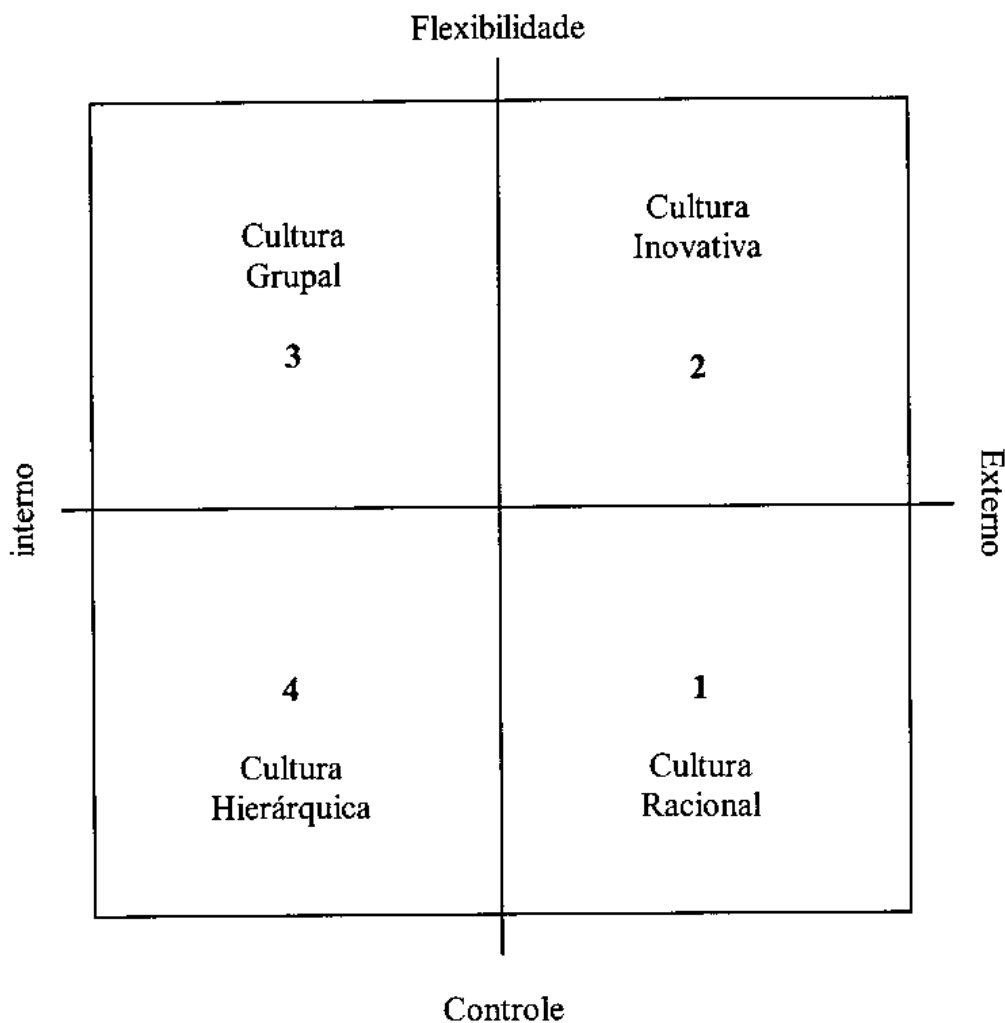 Flexibilidade
Cultura
Grupal
3
Cultura
Inovativa
2
interno
Externo
4
Cultura
Hierárquica
1
Cultura
Racional
Controle